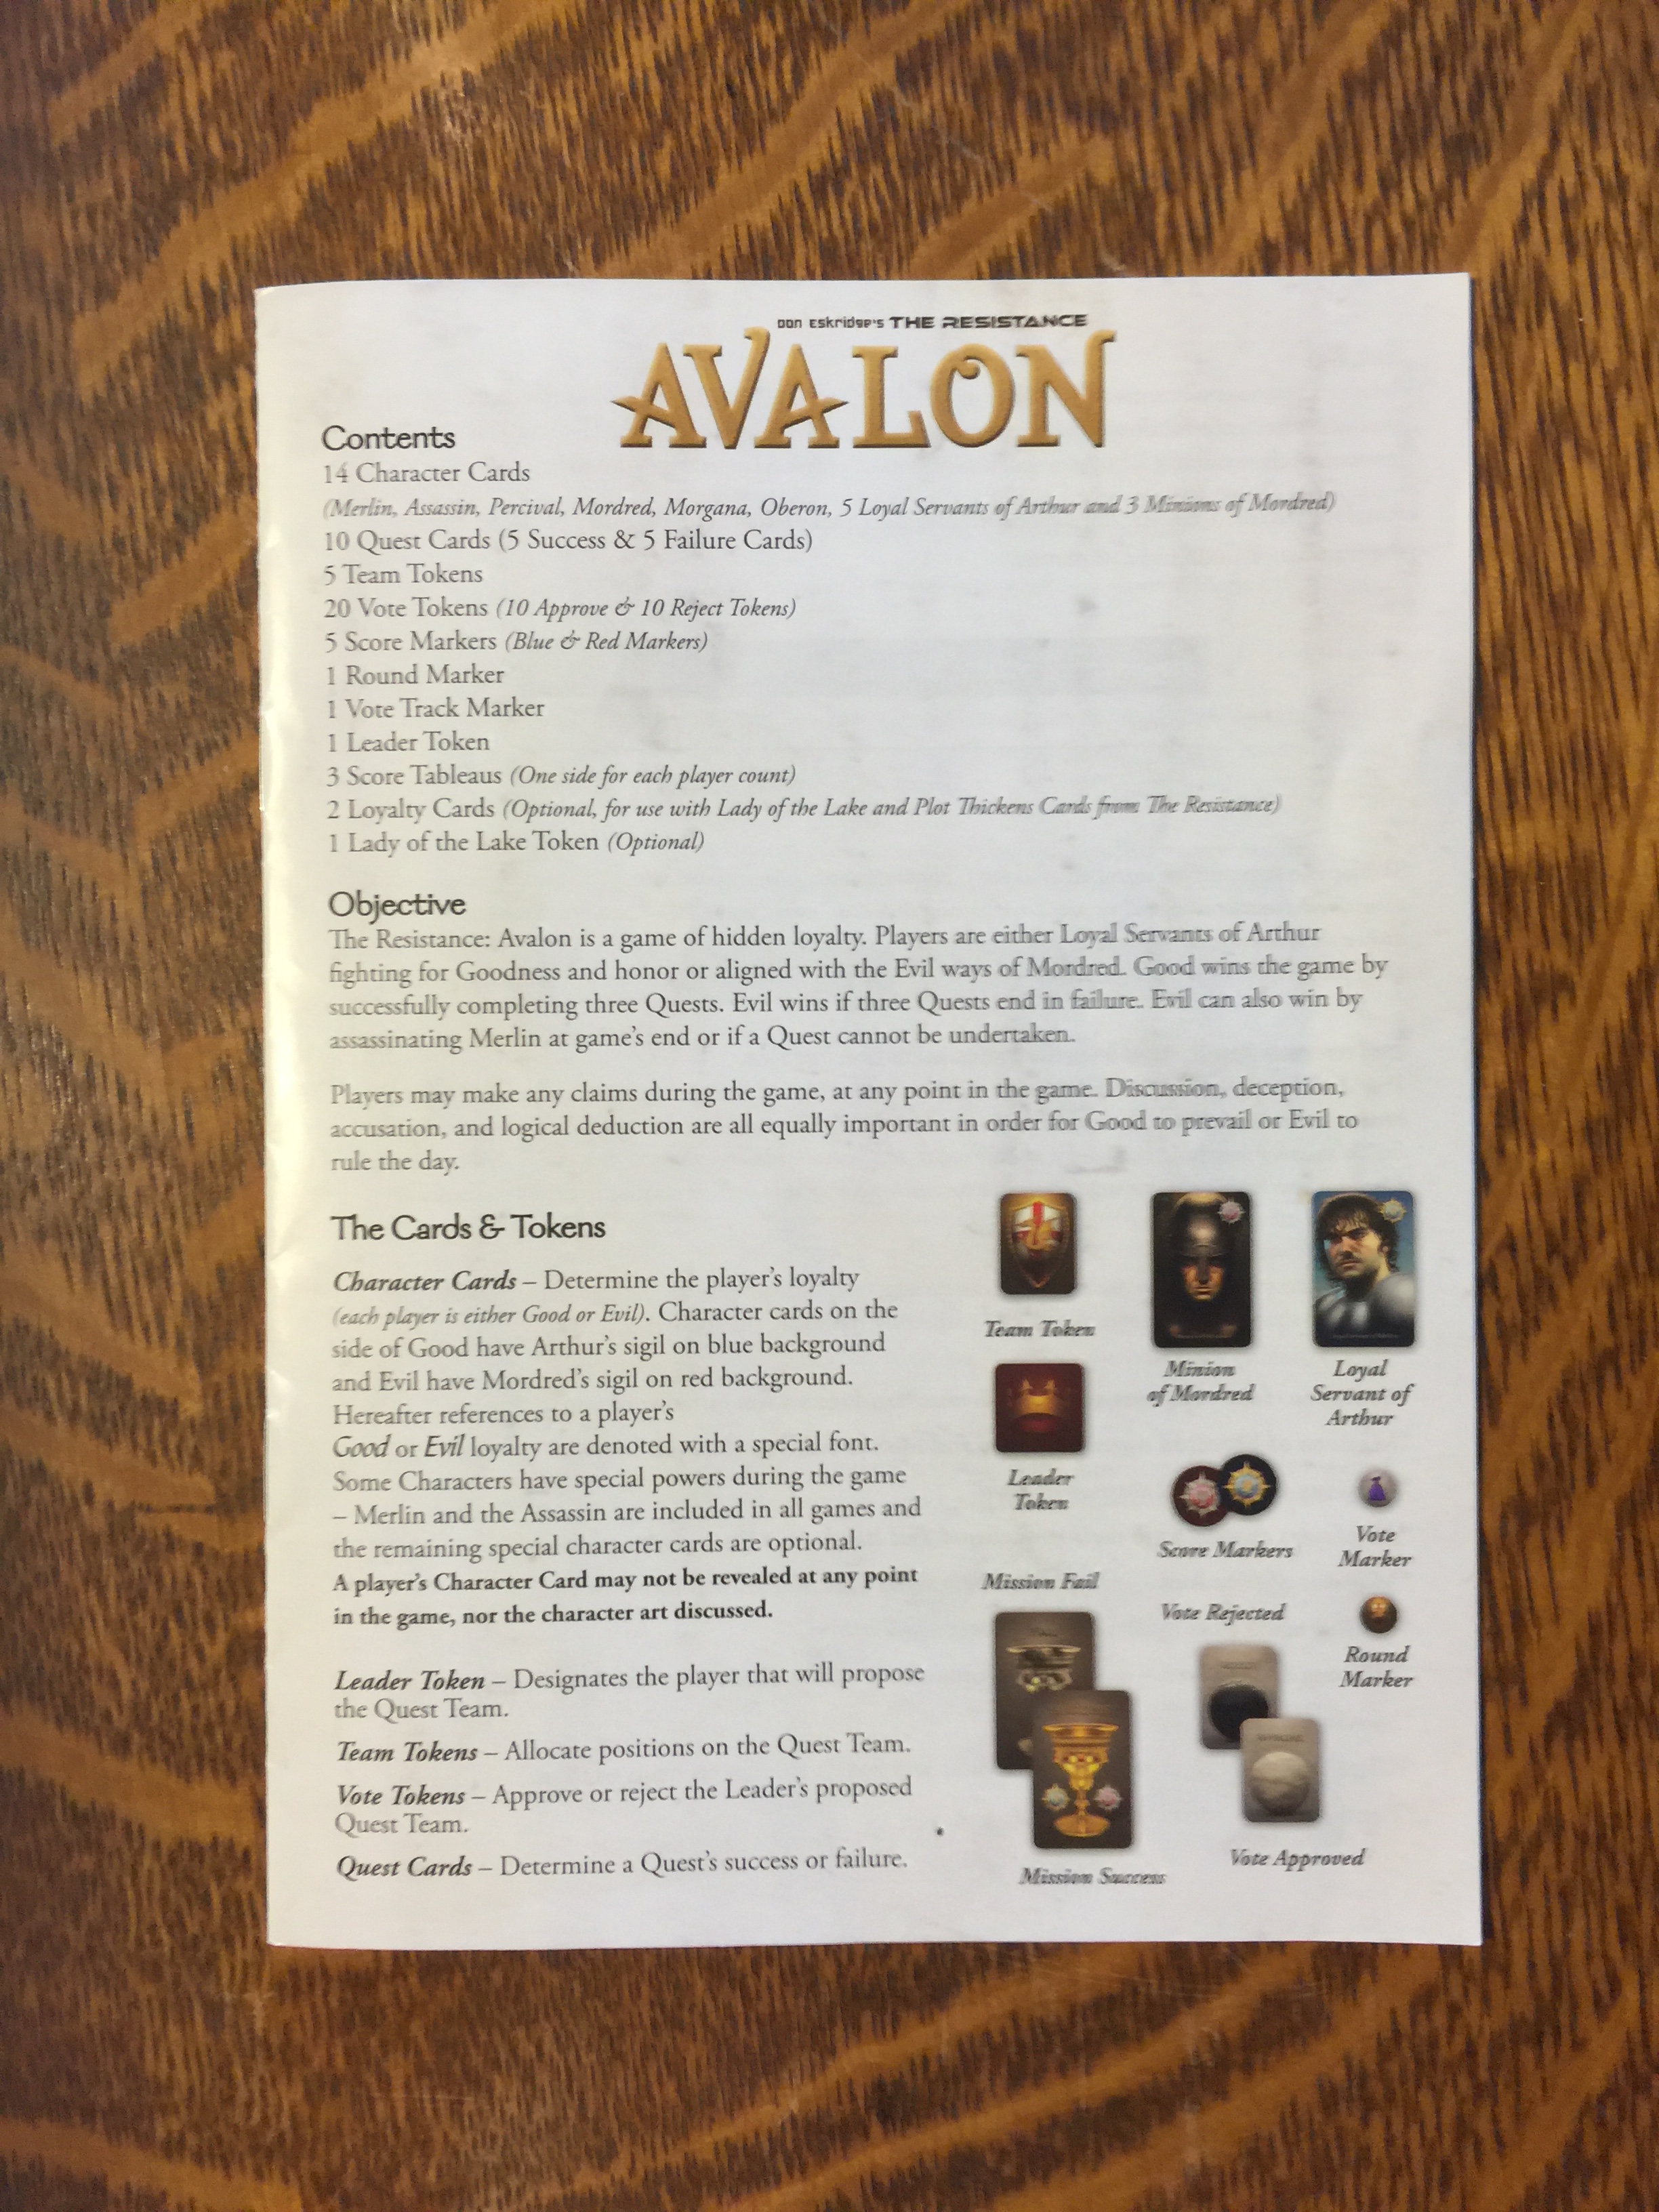 Don Eskridge's THE RESISTANCE
AVALON
Contents
14 Character Cards
(Merlin, Assassin, Percival, Mordred, Morgana, Oberon, 5 Loyal Servants of Arthur and 3 Minions of Mordred)
10 Quest Cards (5 Success & 5 Failure Cards)
5 Team Tokens
20 Vote Tokens (10 Approve & 10 Reject Tokens)
5 Score Markers (Blue & Red Markers)
1 Round Marker
1 Vote Track Marker
1 Leader Token
3 Score Tableaus (One side for each player count)
2 Loyalty Cards (Optional, for use with Lady of the Lake and Plot Thickens Cards from The Resistance)
1 Lady of the Lake Token (Optional)
Objective
The Resistance: Avalon is a game of hidden loyalty. Players are either Loyal Servants of Arthur
fighting for Goodness and honor or aligned with the Evil ways of Mordred. Good wins the game by
successfully completing three Quests. Evil wins if three Quests end in failure. Evil can also win by
assassinating Merlin at game's end or if a Quest cannot be undertaken.
Players may make any claims during the game, at any point in the game. Discussion, deception,
accusation, and logical deduction are all equally important in order for Good to prevail or Evil to
rule the day.
The Cards & Tokens
Character Cards – Determine the player's loyalty
(each player is either Good or Evil). Character cards on the
side of Good have Arthur's sigil on blue background
and Evil have Mordred's sigil on red background.
Hereafter references to a player's
Good or Evil loyalty are denoted with a special font.
Some Characters have special powers during the game
– Merlin and the Assassin are included in all games and
the remaining special character cards are optional.
A player's Character Card may not be revealed at any point
in the game, nor the character art discussed.
Leader Token – Designates the player that will propose
the Quest Team.
Team Tokens – Allocate positions on the Quest Team.
Vote Tokens – Approve or reject the Leader's proposed
Quest Team.
Quest Cards – Determine a Quest's success or failure.
Team Token
Minion
of Mordred
Loyal
Servant of
Arthur
Leader
Token
Score Markers
Vote
Marker
Mission Fail
Vote Rejected
Round
Marker
Mission Success
Vote Approved